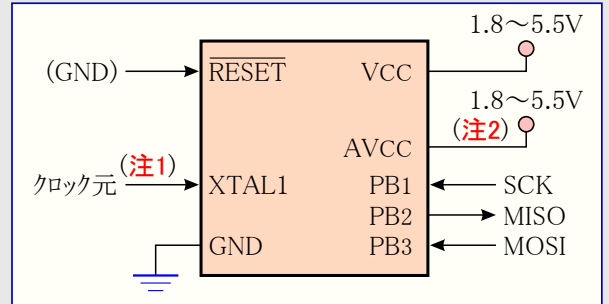 1.8～5.5V
(GND)
RESET
VCC
1.8～5.5V
(注2)
AVCC
(注1)
クロック元
XTAL1
PB1
SCK
PB2
MISO
GND
PB3
MOSI